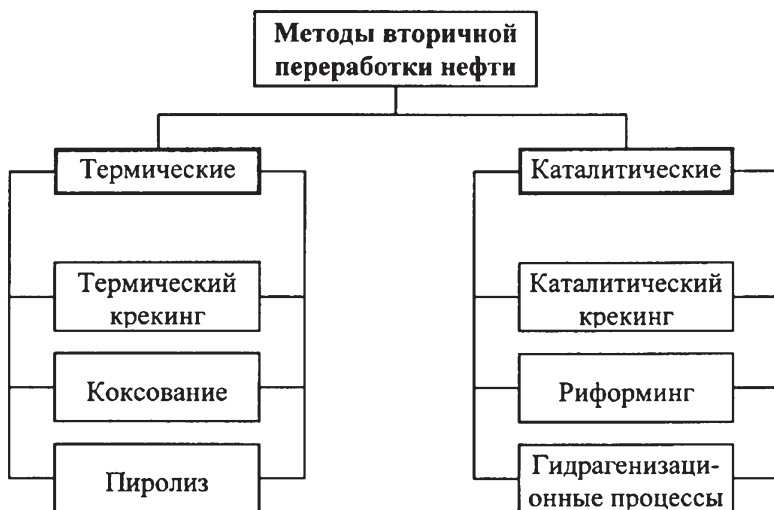 Методы вторичной
переработки нефти
Термические
Каталитические
Термический
крекинг
Каталитический
крекинг
Коксование
Риформинг
Пиролиз
Гидрагенизаци-
онные процессы